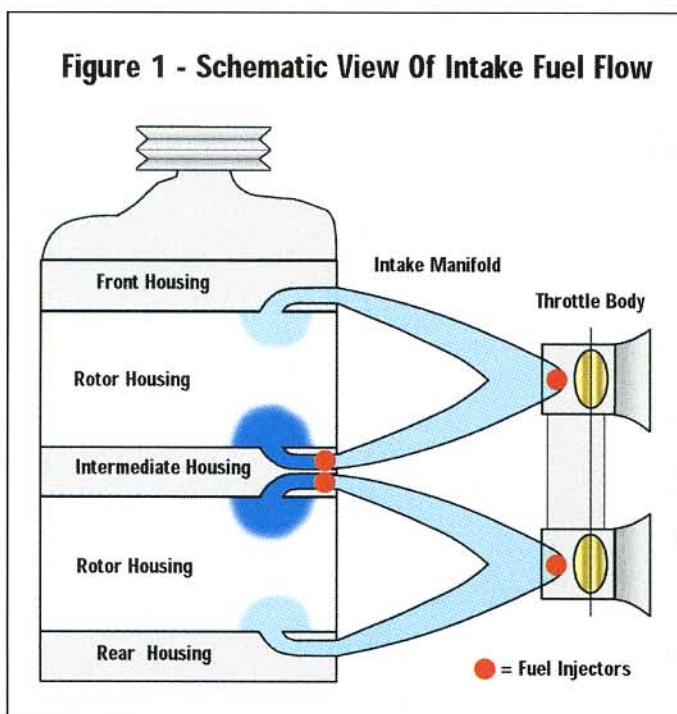 Figure 1 - Schematic View Of Intake Fuel Flow
Intake Manifold
Front Housing
Throttle Body
Rotor Housing
Intermediate Housing
Rotor Housing
Rear Housing
= Fuel Injectors